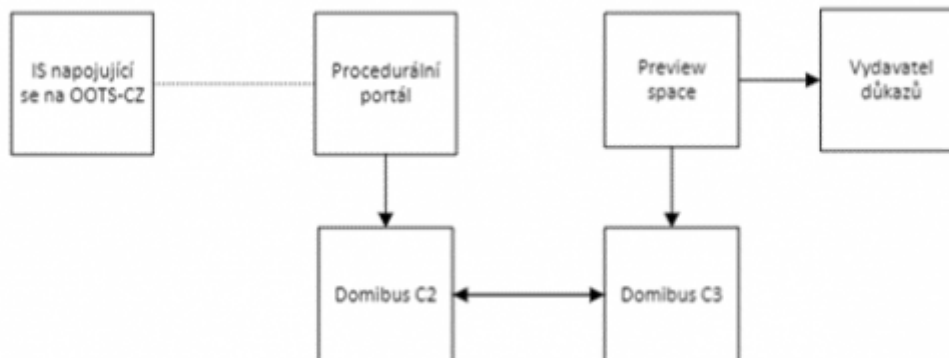 IS napojující
se na OOTS-CZ
Procedurální
portál
Preview
space
Vydavatel
důkazů
Domibus C2
Domibus C3